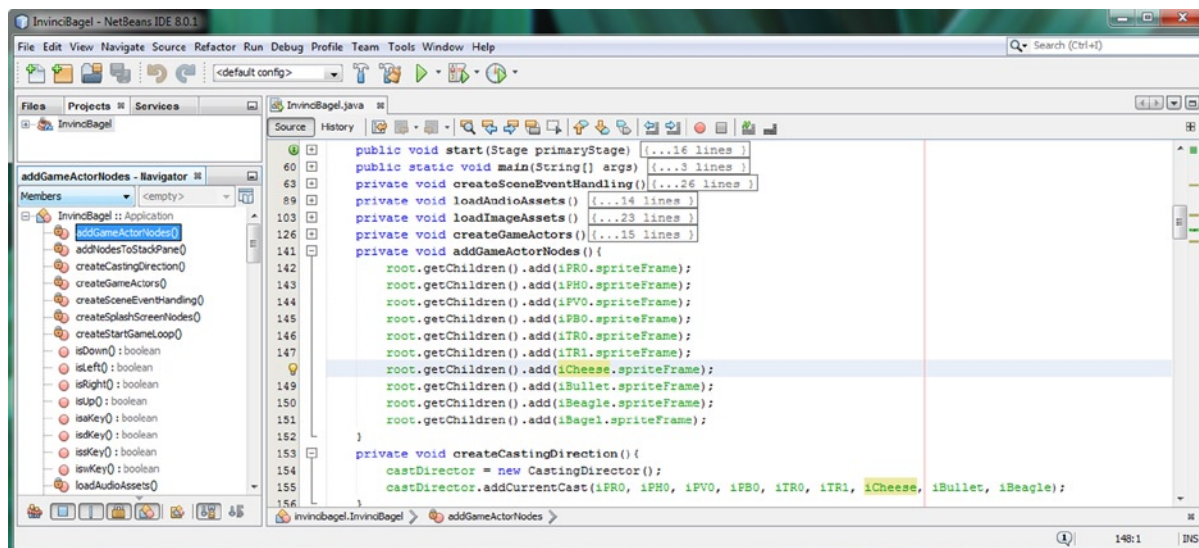 InvinciBagel - NetBeans IDE 8.0.1
File Edit View Navigate Source Refactor Run Debug Profile Team Tools Window Help
Search (Ctrl+I)
<default config>
Files Projects Services
InvinciBagel
addGameActorNodes - Navigator
Members <empty>
InvinciBagel :: Application
addGameActorNodes()
addNodesToStackPane()
createCastingDirection()
createGameActors()
createSceneEventHandling()
createSplashScreenNodes()
createStartGameLoop()
isDown() : boolean
isLeft() : boolean
isRight() : boolean
isUp() : boolean
isaKey() : boolean
isdKey() : boolean
issKey() : boolean
iswKey() : boolean
loadAudioAssets()
InvinciBagel.java
Source History
public void start(Stage primaryStage) {...16 lines }
60 public static void main(String[] args) {...3 lines }
63 private void createSceneEventHandling() {...26 lines }
89 private void loadAudioAssets() {...14 lines }
103 private void loadImageAssets() {...23 lines }
126 private void createGameActors() {...15 lines }
141 private void addGameActorNodes(){
142 root.getChildren().add(iPR0.spriteFrame);
143 root.getChildren().add(iPH0.spriteFrame);
144 root.getChildren().add(iPV0.spriteFrame);
145 root.getChildren().add(iPB0.spriteFrame);
146 root.getChildren().add(iTR0.spriteFrame);
147 root.getChildren().add(iTR1.spriteFrame);
root.getChildren().add(iCheese.spriteFrame);
149 root.getChildren().add(iBullet.spriteFrame);
150 root.getChildren().add(iBeagle.spriteFrame);
151 root.getChildren().add(iBagel.spriteFrame);
152 }
153 private void createCastingDirection(){
154 castDirector = new CastingDirector();
155 castDirector.addCurrentCast(iPR0, iPH0, iPV0, iPB0, iTR0, iTR1, iCheese, iBullet, iBeagle);
156 }
invincibagel.InvinciBagel addGameActorNodes
1 148:1 INS